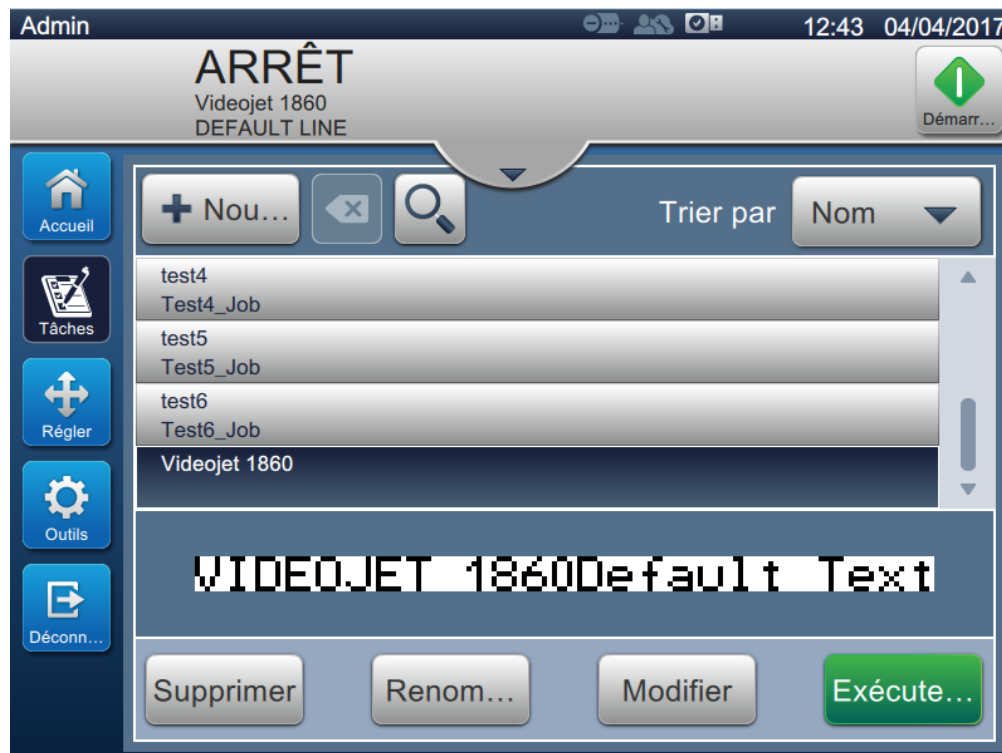 Admin
12:43 04/04/2017
ARRÊT
Videojet 1860
DEFAULT LINE
Démarr...
Accueil
Nou...
Trier par
Nom
Tâches
test4
Test4_Job
test5
Test5_Job
Régler
test6
Test6_Job
Videojet 1860
Outils
VIDEOJET 1860Default Text
Déconn...
Supprimer
Renom...
Modifier
Exécute...